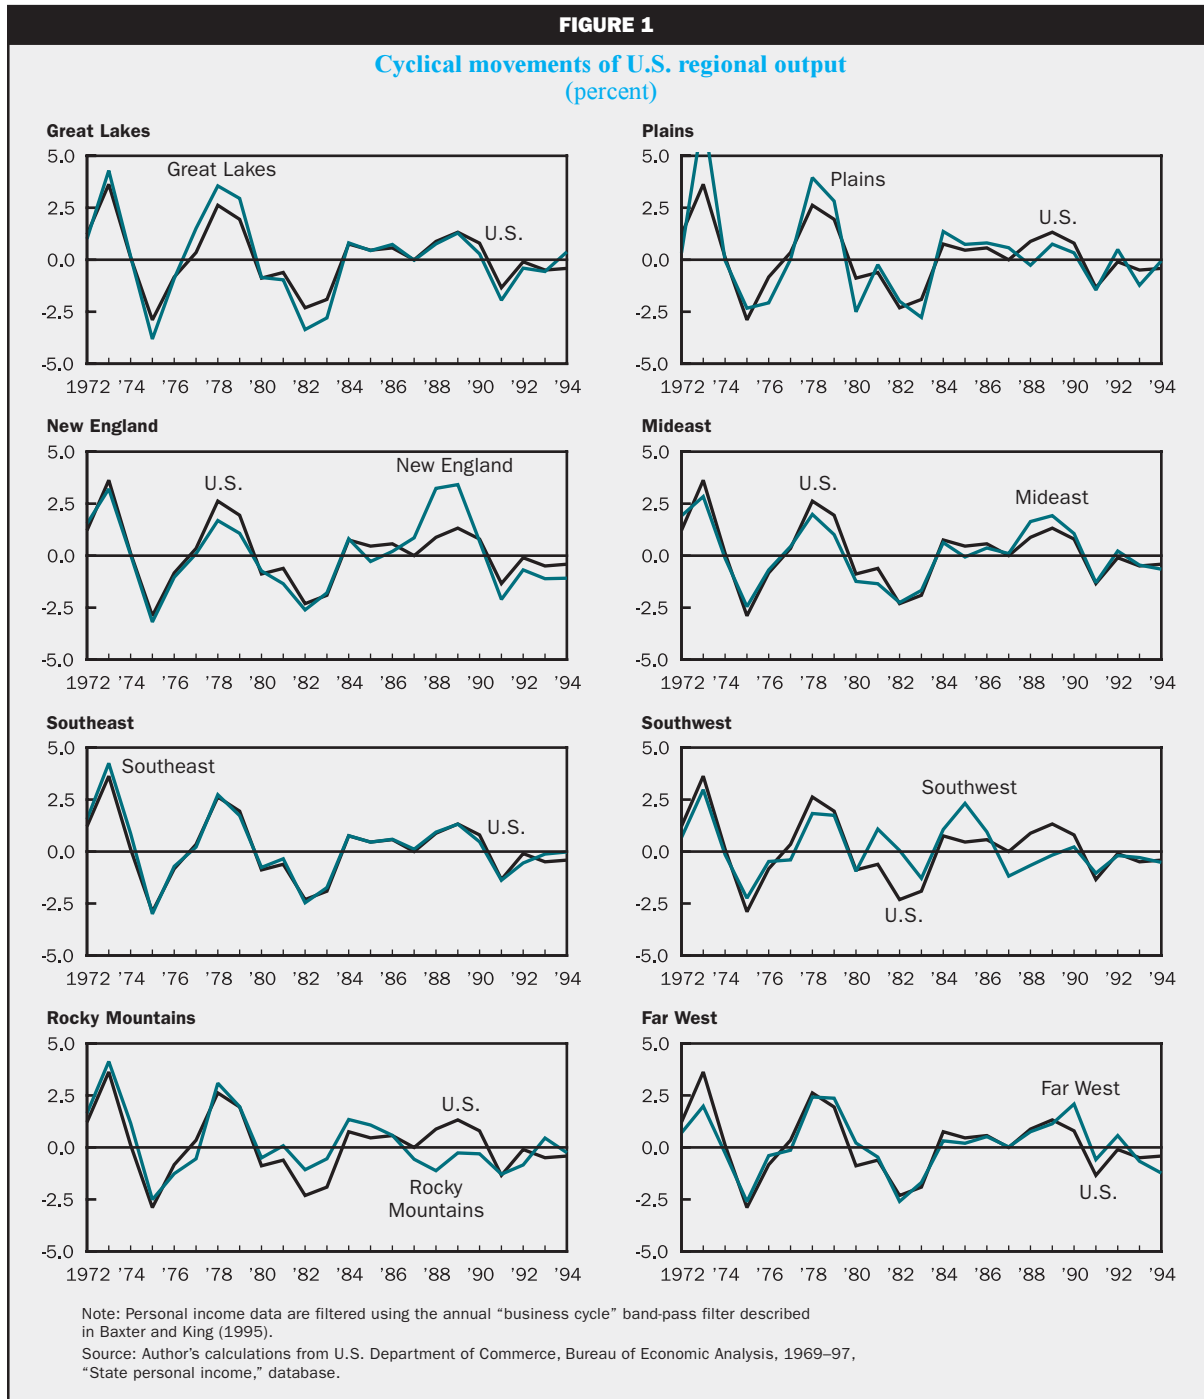 FIGURE 1
Cyclical movements of U.S. regional output
(percent)
Great Lakes
5.0
2.5
0.0
-2.5
-5.0
Great Lakes
U.S.
1972 '74 '76 '78 '80 '82 '84 '86 '88 '90 '92 '94
Plains
5.0
2.5
0.0
-2.5
-5.0
Plains
U.S.
1972 '74 '76 '78 '80 '82 '84 '86 '88 '90 '92 '94
New England
5.0
2.5
0.0
-2.5
-5.0
U.S.
New England
1972 '74 '76 '78 '80 '82 '84 '86 '88 '90 '92 '94
Mideast
5.0
2.5
0.0
-2.5
-5.0
U.S.
Mideast
1972 '74 '76 '78 '80 '82 '84 '86 '88 '90 '92 '94
Southeast
5.0
2.5
0.0
-2.5
-5.0
Southeast
U.S.
1972 '74 '76 '78 '80 '82 '84 '86 '88 '90 '92 '94
Southwest
5.0
2.5
0.0
-2.5
-5.0
Southwest
U.S.
1972 '74 '76 '78 '80 '82 '84 '86 '88 '90 '92 '94
Rocky Mountains
5.0
2.5
0.0
-2.5
-5.0
U.S.
Rocky
Mountains
1972 '74 '76 '78 '80 '82 '84 '86 '88 '90 '92 '94
Far West
5.0
2.5
0.0
-2.5
-5.0
Far West
U.S.
1972 '74 '76 '78 '80 '82 '84 '86 '88 '90 '92 '94
Note: Personal income data are filtered using the annual “business cycle” band-pass filter described
in Baxter and King (1995).
Source: Author's calculations from U.S. Department of Commerce, Bureau of Economic Analysis, 1969–97,
“State personal income,” database.